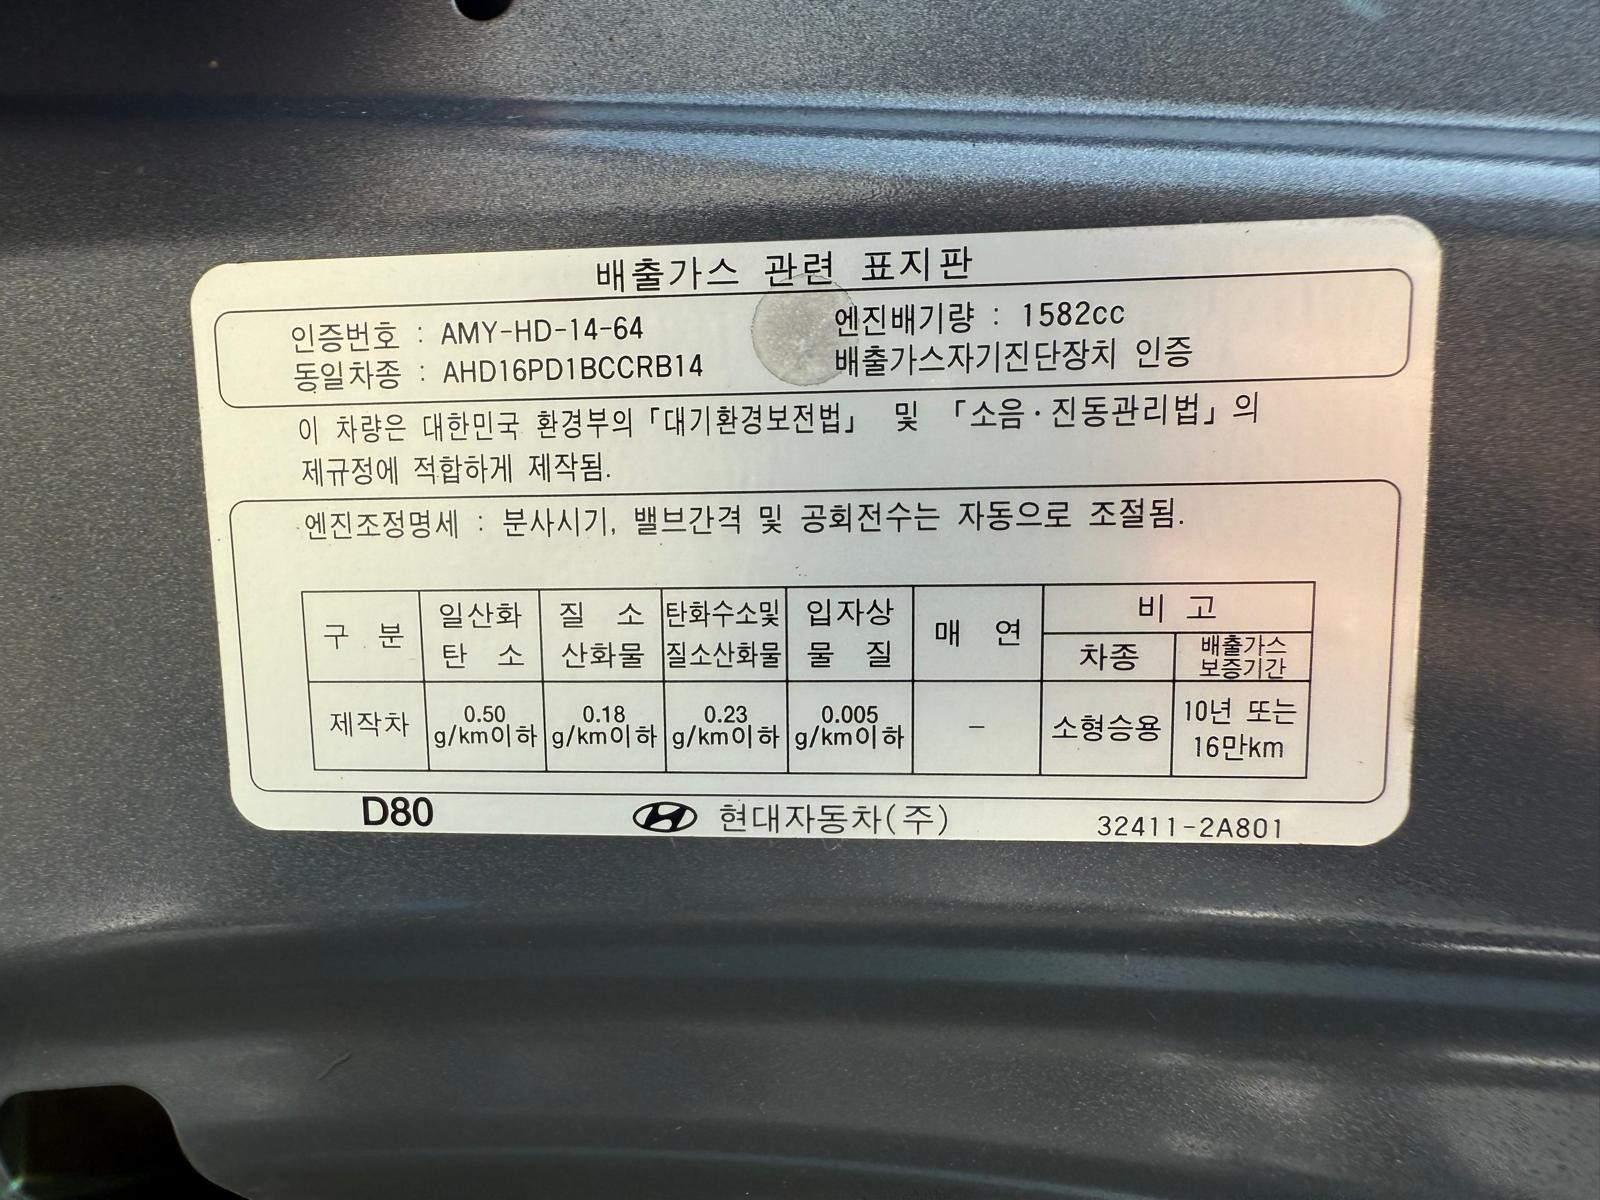 배출가스 관련 표지판
인증번호 : AMY-HD-14-64
동일차종 : AHD16PD1BCCRB14
엔진배기량 : 1582cc
배출가스자기진단장치 인증
이 차량은 대한민국 환경부의 「대기환경보전법」 및 「소음·진동관리법」의
제규정에 적합하게 제작됨.
엔진조정명세 : 분사시기, 밸브간격 및 공회전수는 자동으로 조절됨.
구 분
일산화
탄 소
질 소
산화물
탄화수소및
질소산화물
입자상
물 질
매 연
비 고
차종
배출가스
보증기간
제작차
0.50
g/km이하
0.18
g/km이하
0.23
g/km이하
0.005
g/km이하
–
소형승용
10년 또는
16만km
D80
현대자동차(주)
32411-2A801